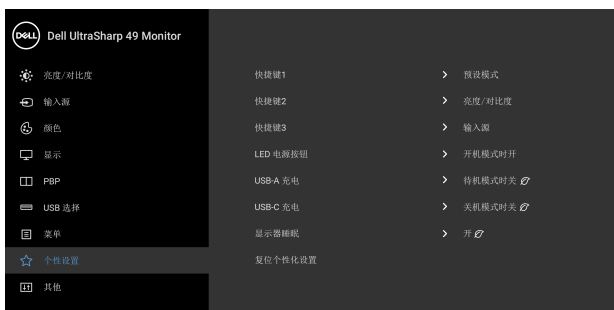 DELL Dell UltraSharp 49 Monitor
亮度/对比度 快捷键1 预设模式
输入源 快捷键2 亮度/对比度
颜色 快捷键3 输入源
显示 LED 电源按钮 开机模式时开
PBP USB-A 充电 待机模式时关
USB 选择 USB-C 充电 关机模式时关
菜单 显示器睡眠 开
个性设置 复位个性化设置
其他